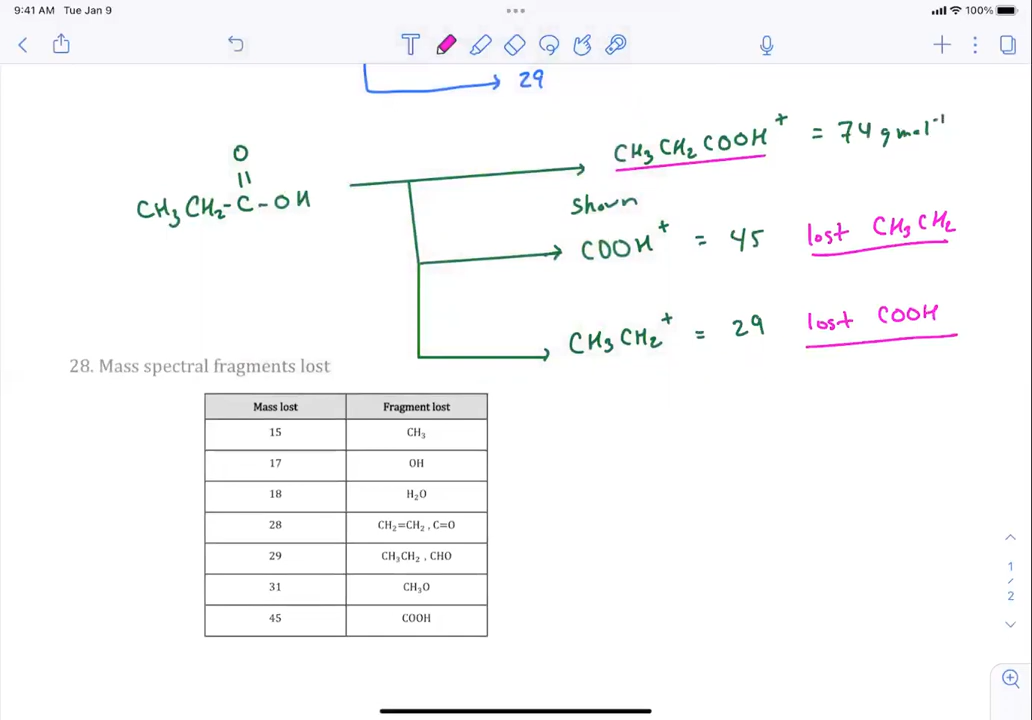 9:41 AM Tue Jan 9
100%
29
CH₃CH₂COOH⁺ = 74 g mol⁻¹
O
CH₃CH₂-C-OH
Shown
COOH⁺ = 45 lost CH₃CH₂
CH₃CH₂⁺ = 29 lost COOH
28. Mass spectral fragments lost
Mass lost Fragment lost
15 CH₃
17 OH
18 H₂O
28 CH₂=CH₂ , C=O
29 CH₃CH₂ , CHO
31 CH₃O
45 COOH
1
/
2